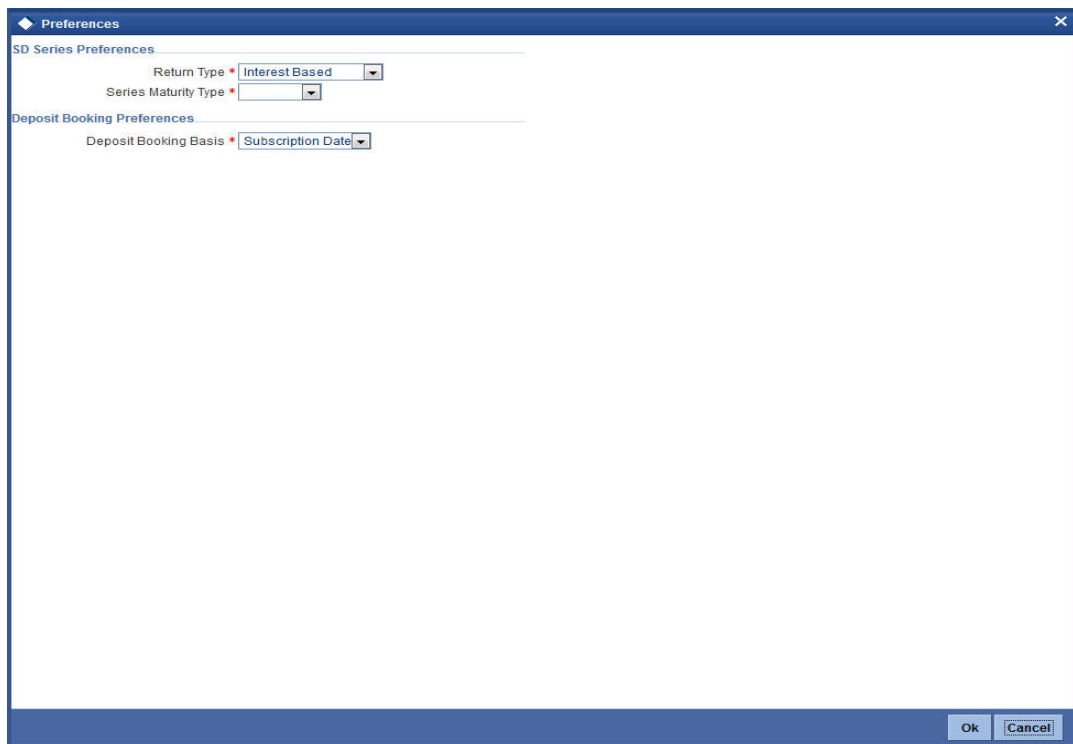 Preferences
SD Series Preferences
Return Type * Interest Based
Series Maturity Type *
Deposit Booking Preferences
Deposit Booking Basis * Subscription Date
Ok Cancel